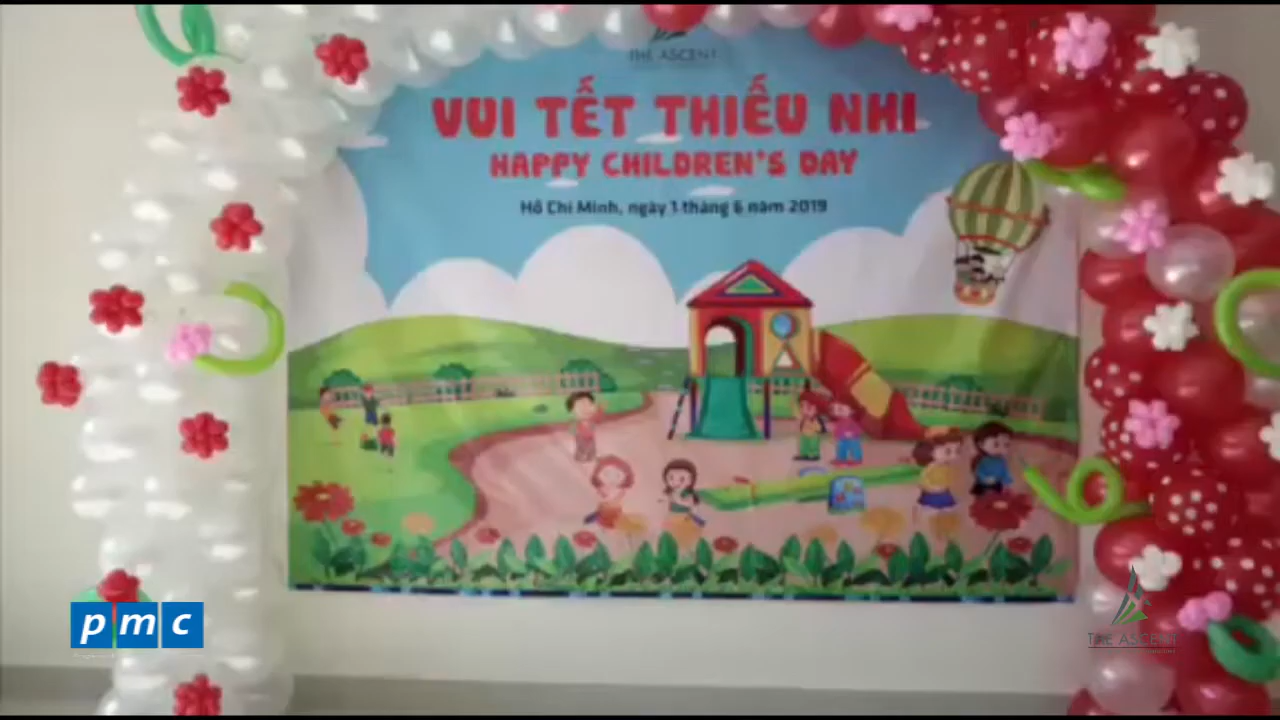 THE ASCENT
VUI TẾT THIẾU NHI
HAPPY CHILDREN'S DAY
Hồ Chí Minh, ngày 1 tháng 6 năm 2019
pmc
THE ASCENT